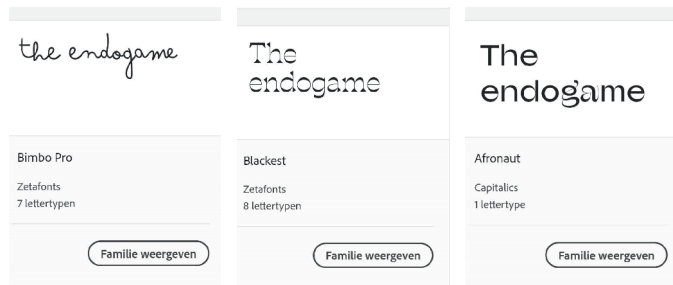 the endogame
Bimbo Pro
Zetafonts
7 lettertypen
Familie weergeven
The
endogame
Blackest
Zetafonts
8 lettertypen
Familie weergeven
The
endogame
Afronaut
Capitalics
1 lettertype
Familie weergeven